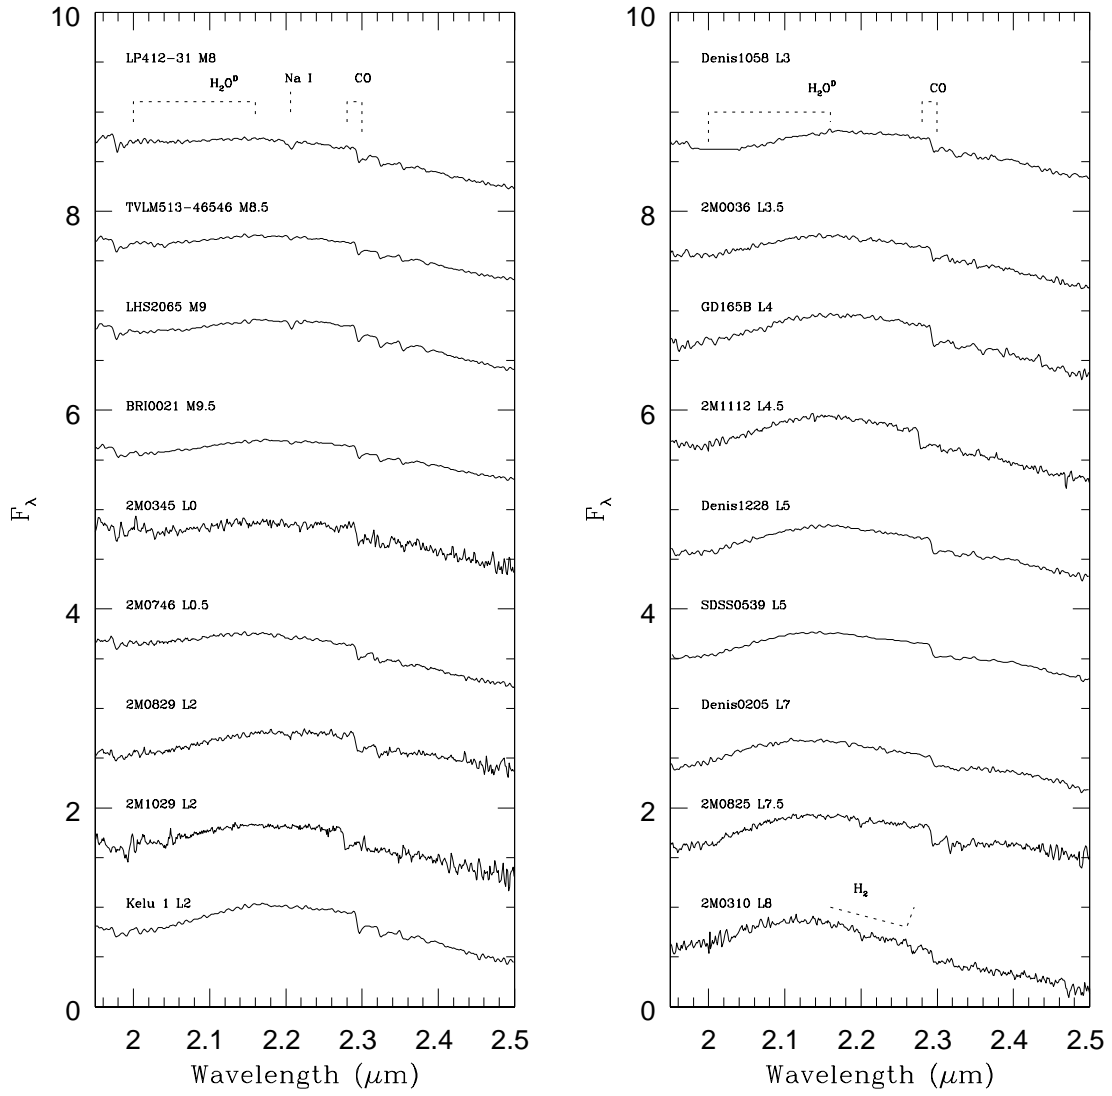 10
LP412-31 M8
H₂Oᴰ
Na I
CO
8
TVLM513-46546 M8.5
LHS2065 M9
6
BRI0021 M9.5
2M0345 L0
4
2M0746 L0.5
2M0829 L2
2
2M1029 L2
Kelu 1 L2
0
F_λ
2
2.1
2.2
2.3
2.4
2.5
Wavelength (μm)
10
Denis1058 L3
H₂Oᴰ
CO
8
2M0036 L3.5
GD165B L4
6
2M1112 L4.5
Denis1228 L5
4
SDSS0539 L5
Denis0205 L7
2
2M0825 L7.5
H₂
2M0310 L8
0
F_λ
2
2.1
2.2
2.3
2.4
2.5
Wavelength (μm)